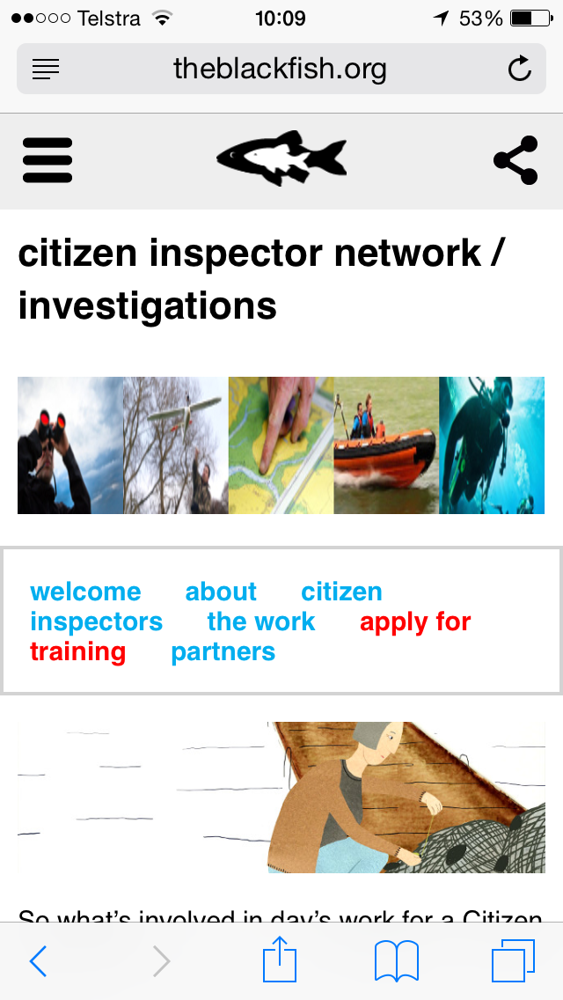 Telstra 10:09 53%
theblackfish.org
citizen inspector network /
investigations
welcome about citizen
inspectors the work apply for
training partners
So what's involved in day's work for a Citizen